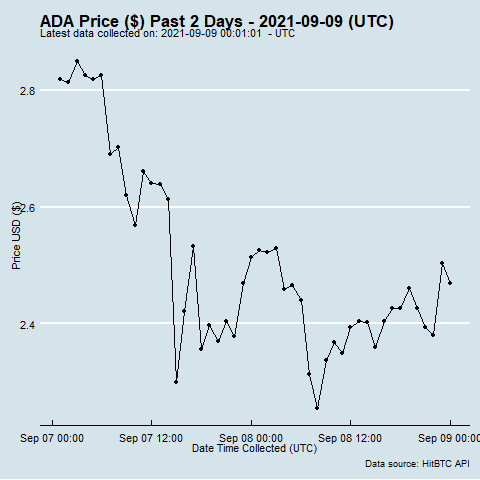 ADA Price ($) Past 2 Days - 2021-09-09 (UTC)
Latest data collected on: 2021-09-09 00:01:01 - UTC
2.8
2.6
2.4
Price USD ($)
Sep 07 00:00 Sep 07 12:00 Sep 08 00:00 Sep 08 12:00 Sep 09 00:00
Date Time Collected (UTC)
Data source: HitBTC API